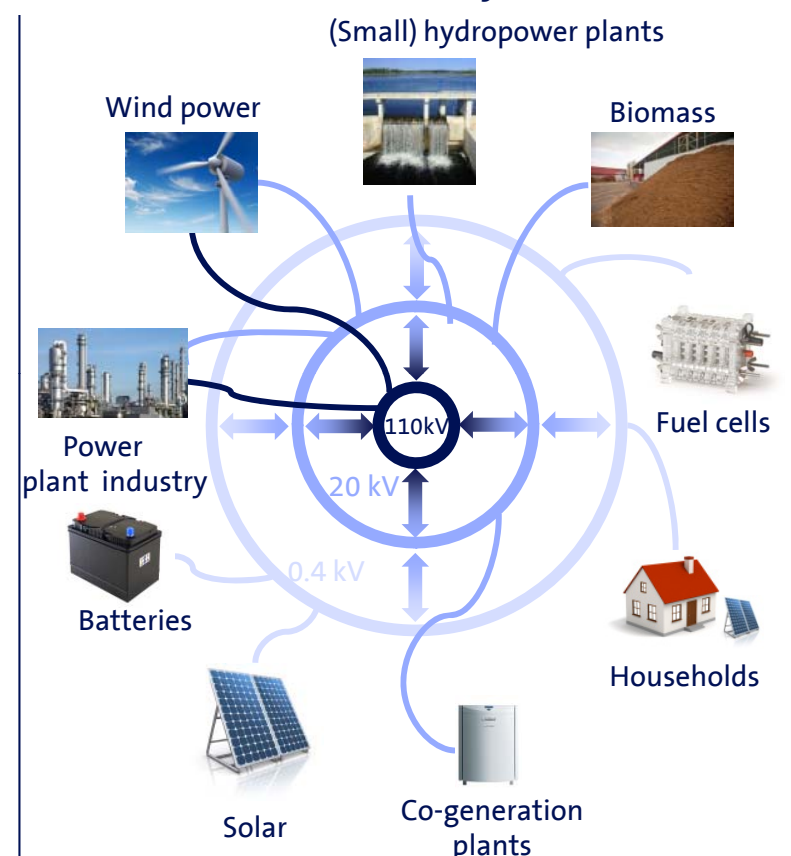 (Small) hydropower plants
Wind power
Biomass
110kV
Fuel cells
Power
plant industry
20 kV
0.4 kV
Batteries
Households
Solar
Co-generation
plants